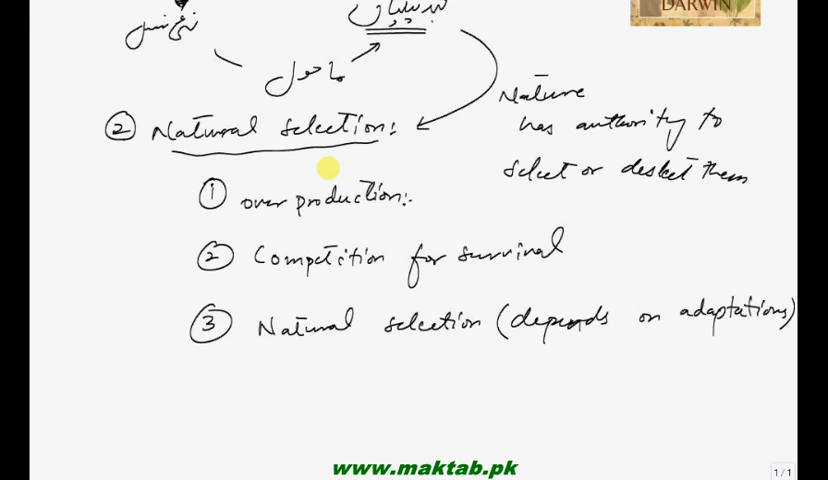 DARWIN
نئی نسل
تبدیلیاں
ماحول
Nature
has authority to
select or deslect them
② Natural selection:
① over production:.
② Competition for survival
③ Natural selection (depends on adaptations)
www.maktab.pk
1/1